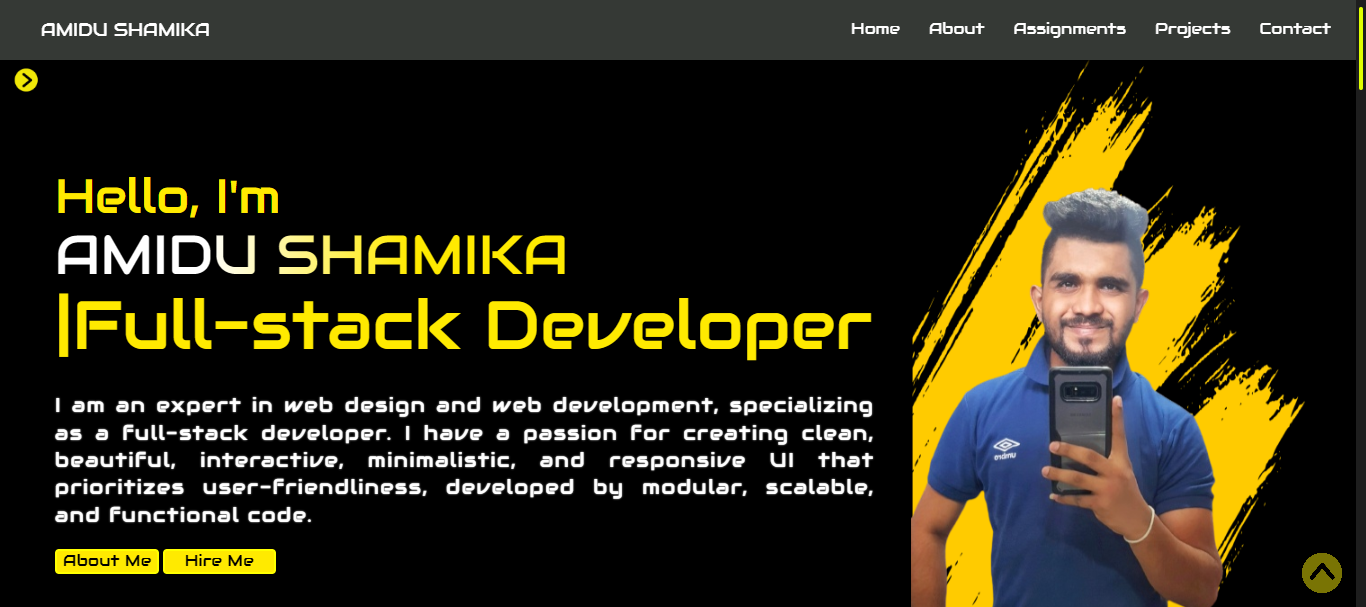 AMIDU SHAMIKA
Home About Assignments Projects Contact
Hello, I'm
AMIDU SHAMIKA
|Full-stack Developer
I am an expert in web design and web development, specializing
as a full-stack developer. I have a passion for creating clean,
beautiful, interactive, minimalistic, and responsive UI that
prioritizes user-friendliness, developed by modular, scalable,
and functional code.
About Me Hire Me